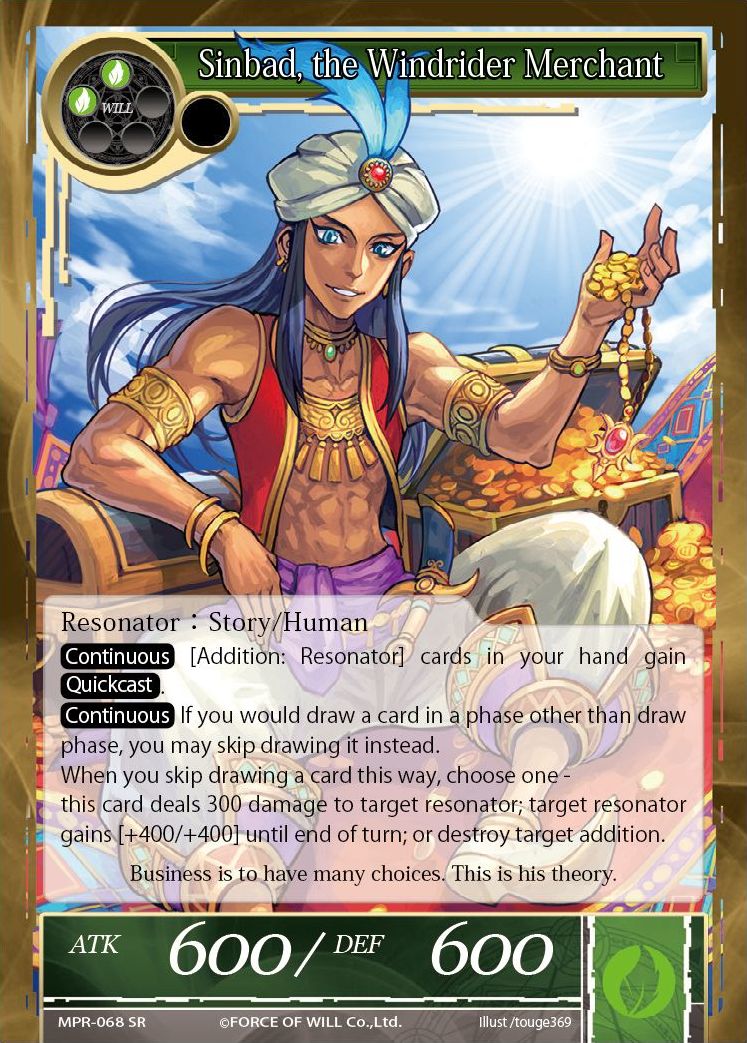 Sinbad, the Windrider Merchant
WILL
Resonator : Story/Human
Continuous [Addition: Resonator] cards in your hand gain
Quickcast.
Continuous If you would draw a card in a phase other than draw
phase, you may skip drawing it instead.
When you skip drawing a card this way, choose one -
this card deals 300 damage to target resonator; target resonator
gains [+400/+400] until end of turn; or destroy target addition.
Business is to have many choices. This is his theory.
ATK 600 / DEF 600
MPR-068 SR ©FORCE OF WILL Co.,Ltd. Illust /touge369